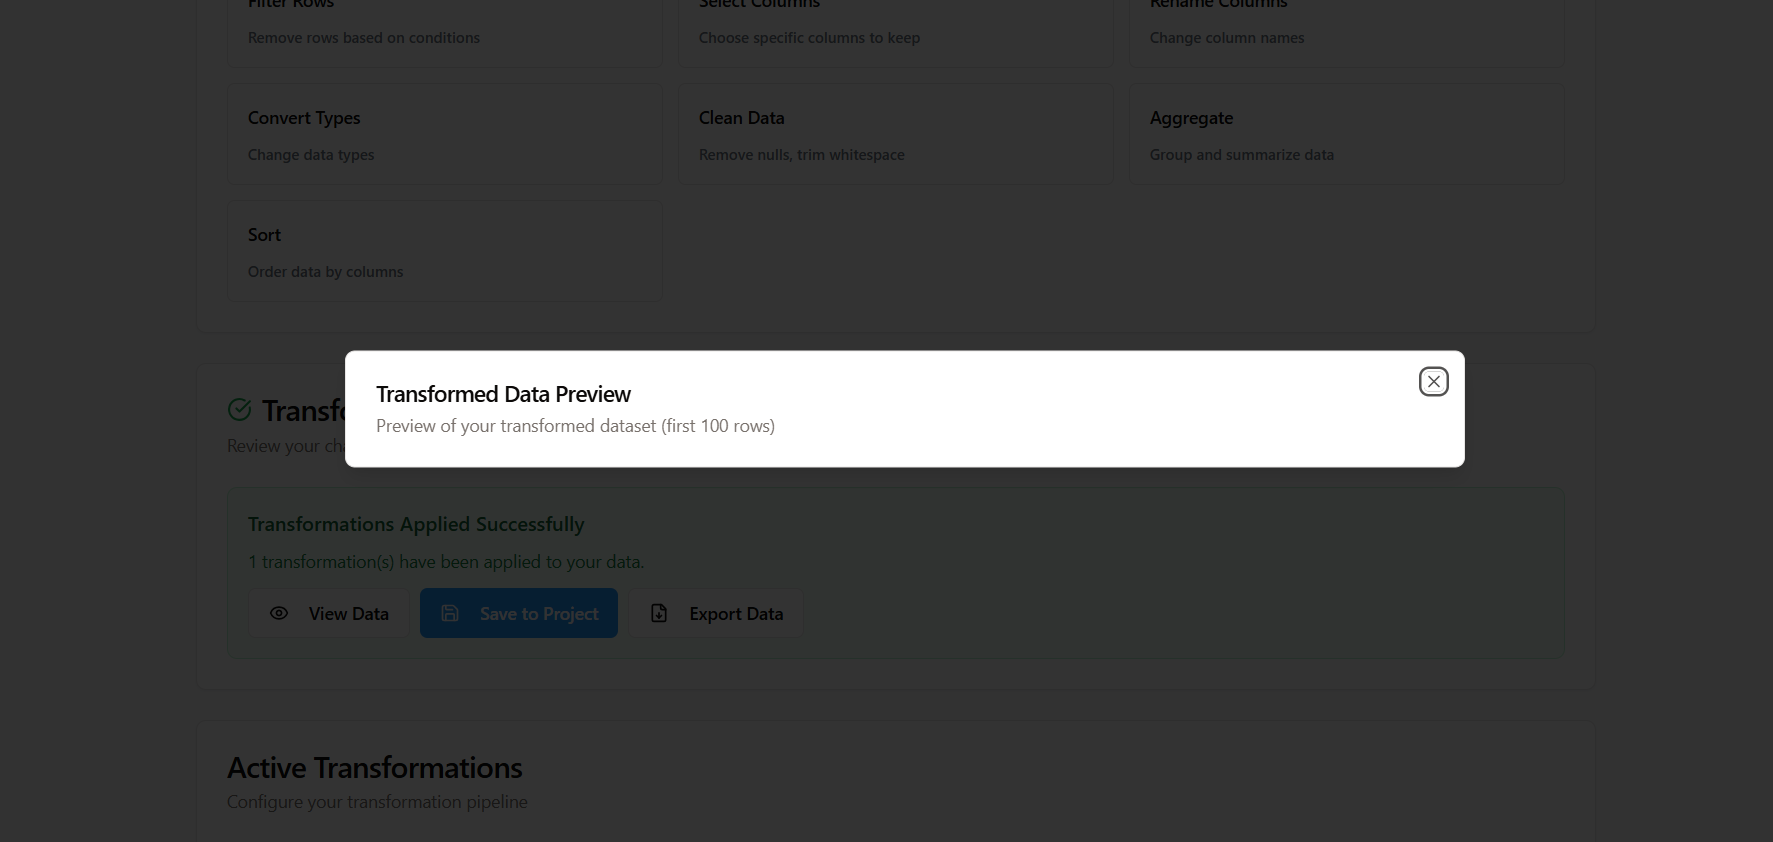 Filter Rows
Select Columns
Rename Columns
Remove rows based on conditions
Choose specific columns to keep
Change column names
Convert Types
Clean Data
Aggregate
Change data types
Remove nulls, trim whitespace
Group and summarize data
Sort
Order data by columns
Transformed Data Preview
Preview of your transformed dataset (first 100 rows)
Review your
Transformations Applied Successfully
1 transformation(s) have been applied to your data.
View Data
Save to Project
Export Data
Active Transformations
Configure your transformation pipeline